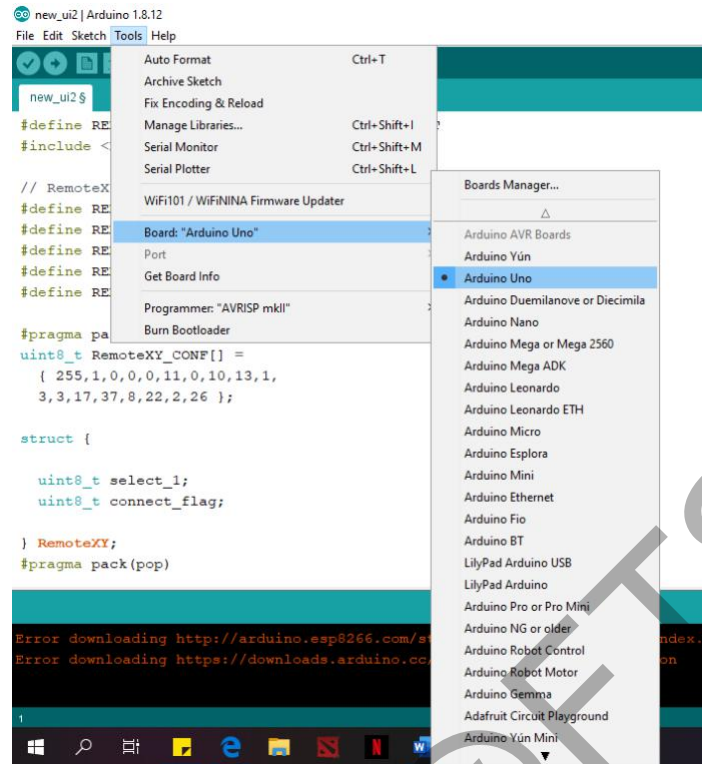 new_ui2 | Arduino 1.8.12
File Edit Sketch Tools Help
new_ui2 §
Auto Format Ctrl+T
Archive Sketch
Fix Encoding & Reload
Manage Libraries... Ctrl+Shift+I
Serial Monitor Ctrl+Shift+M
Serial Plotter Ctrl+Shift+L
WiFi101 / WiFiNINA Firmware Updater
Board: "Arduino Uno"
Port
Get Board Info
Programmer: "AVRISP mkII"
Burn Bootloader
Boards Manager...
Arduino AVR Boards
Arduino Yún
Arduino Uno
Arduino Duemilanove or Diecimila
Arduino Nano
Arduino Mega or Mega 2560
Arduino Mega ADK
Arduino Leonardo
Arduino Leonardo ETH
Arduino Micro
Arduino Esplora
Arduino Mini
Arduino Ethernet
Arduino Fio
Arduino BT
LilyPad Arduino USB
LilyPad Arduino
Arduino Pro or Pro Mini
Arduino NG or older
Arduino Robot Control
Arduino Robot Motor
Arduino Gemma
Adafruit Circuit Playground
Arduino Yún Mini
#define RE
#include <
// RemoteX
#define RE
#define RE
#define RE
#define RE
#define RE
#pragma pa
uint8_t RemoteXY_CONF[] =
{ 255,1,0,0,0,11,0,10,13,1,
3,3,17,37,8,22,2,26 };
struct {
uint8_t select_1;
uint8_t connect_flag;
} RemoteXY;
#pragma pack(pop)
Error downloading http://arduino.esp8266.com/st ndex.
Error downloading https://downloads.arduino.cc/ on
1